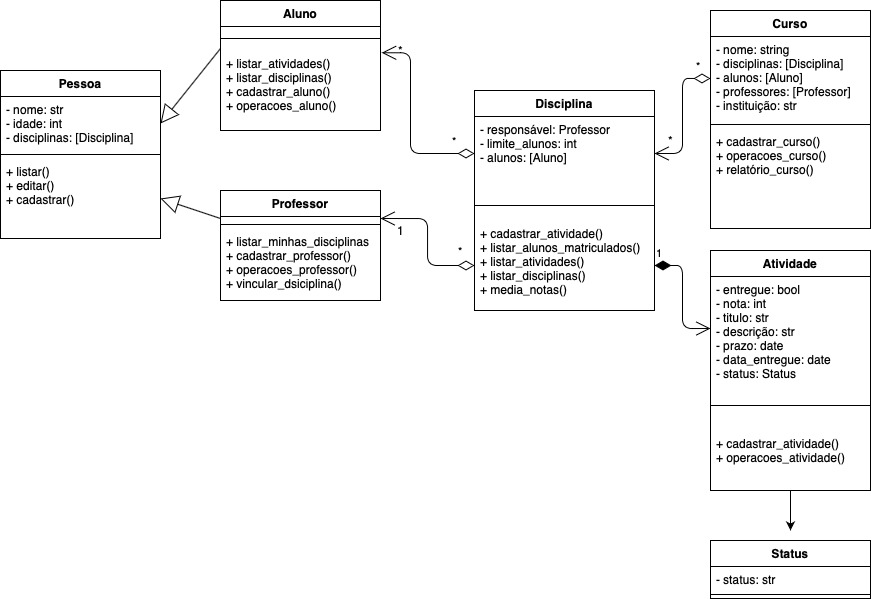 Aluno
+ listar_atividades()
+ listar_disciplinas()
+ cadastrar_aluno()
+ operacoes_aluno()
Pessoa
- nome: str
- idade: int
- disciplinas: [Disciplina]
+ listar()
+ editar()
+ cadastrar()
Professor
+ listar_minhas_disciplinas
+ cadastrar_professor()
+ operacoes_professor()
+ vincular_dsiciplina()
*
*
1
*
Disciplina
- responsável: Professor
- limite_alunos: int
- alunos: [Aluno]
+ cadastrar_atividade()
+ listar_alunos_matriculados()
+ listar_atividades()
+ listar_disciplinas()
+ media_notas()
*
*
1
Curso
- nome: string
- disciplinas: [Disciplina]
- alunos: [Aluno]
- professores: [Professor]
- instituição: str
+ cadastrar_curso()
+ operacoes_curso()
+ relatório_curso()
Atividade
- entregue: bool
- nota: int
- titulo: str
- descrição: str
- prazo: date
- data_entregue: date
- status: Status
+ cadastrar_atividade()
+ operacoes_atividade()
Status
- status: str